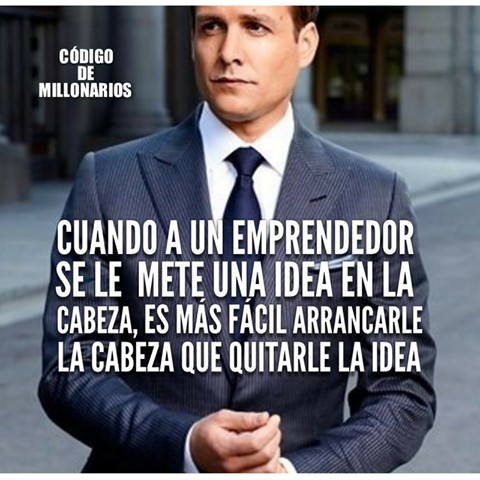 CÓDIGO
DE
MILLONARIOS
CUANDO A UN EMPRENDEDOR
SE LE METE UNA IDEA EN LA
CABEZA, ES MÁS FÁCIL ARRANCARLE
LA CABEZA QUE QUITARLE LA IDEA